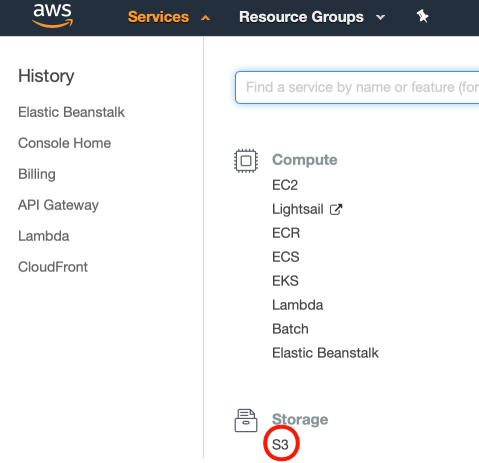 aws
Services
Resource Groups
History
Elastic Beanstalk
Console Home
Billing
API Gateway
Lambda
CloudFront
Find a service by name or feature (for
Compute
EC2
Lightsail
ECR
ECS
EKS
Lambda
Batch
Elastic Beanstalk
Storage
S3